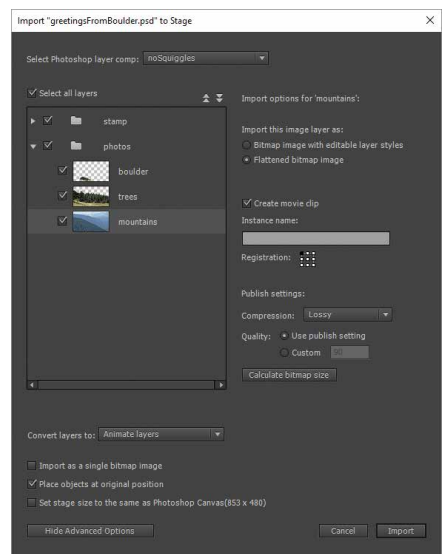 Import "greetingsFromBoulder.psd" to Stage
Select Photoshop layer comp: noSquiggles
Select all layers
stamp
photos
boulder
trees
mountains
Import options for 'mountains':
Import this image layer as:
Bitmap image with editable layer styles
Flattened bitmap image
Create movie clip
Instance name:
Registration:
Publish settings:
Compression: Lossy
Quality: Use publish setting
Custom 90
Calculate bitmap size
Convert layers to: Animate layers
Import as a single bitmap image
Place objects at original position
Set stage size to the same as Photoshop Canvas(853 x 480)
Hide Advanced Options
Cancel
Import